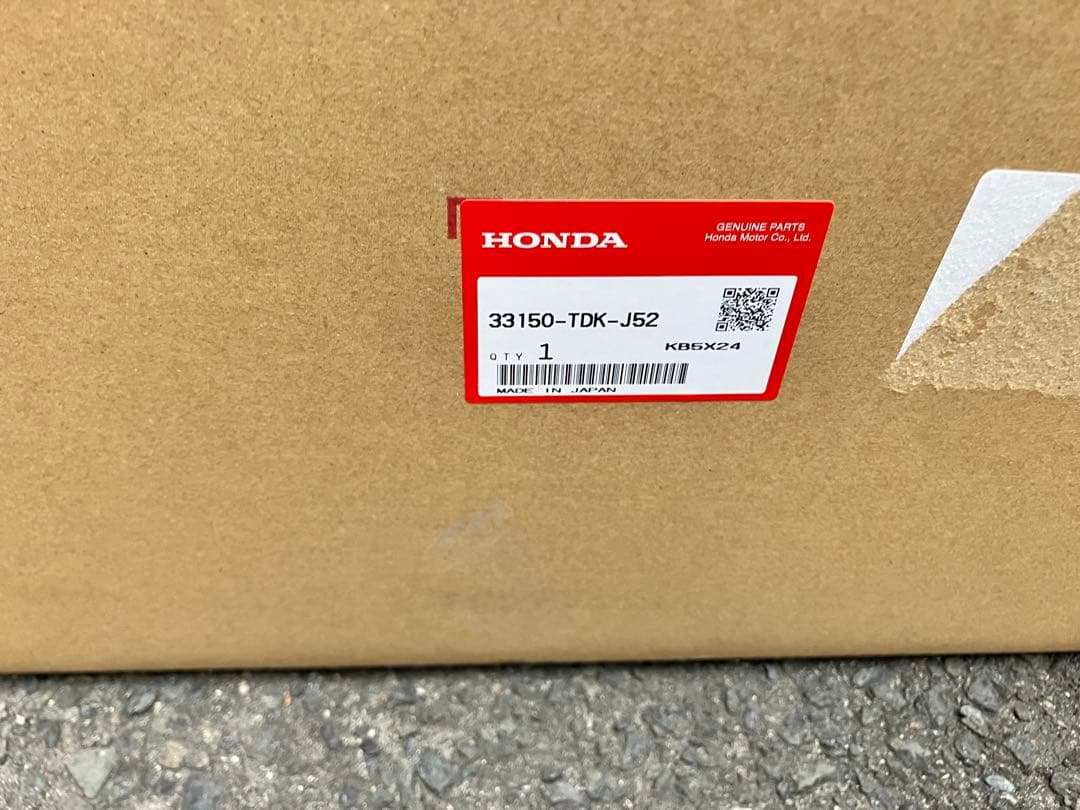 HONDA
GENUINE PARTS
Honda Motor Co., Ltd.
33150-TDK-J52
QTY 1
KB5X24
MADE IN JAPAN